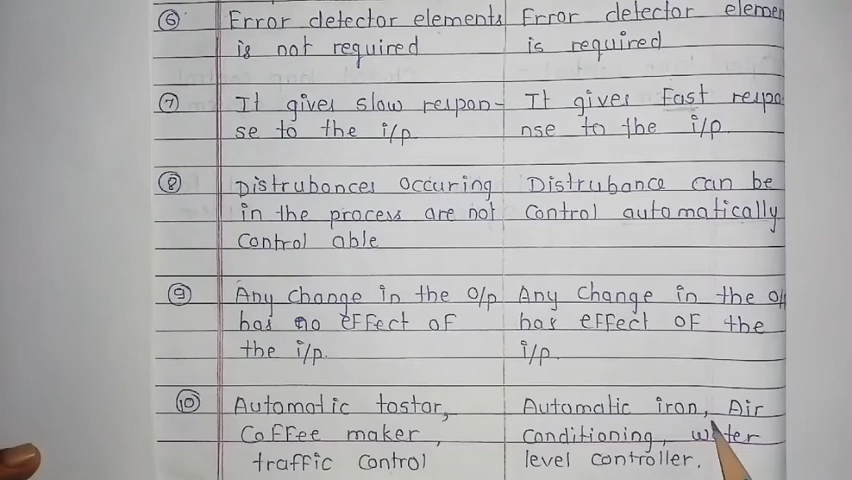 ⑥ Error detector elements Error detector elemen
is not required is required
⑦ It gives slow respon- It gives fast respo
se to the i/p. nse to the i/p.
⑧ Distrubances occuring Distrubance can be
in the process are not control automatically
control able
⑨ Any change in the o/p Any change in the o/p
has no effect of has effect of the
the i/p. i/p.
⑩ Automatic tostar, Automatic iron, Air
Coffee maker, conditioning, water
traffic control level controller.